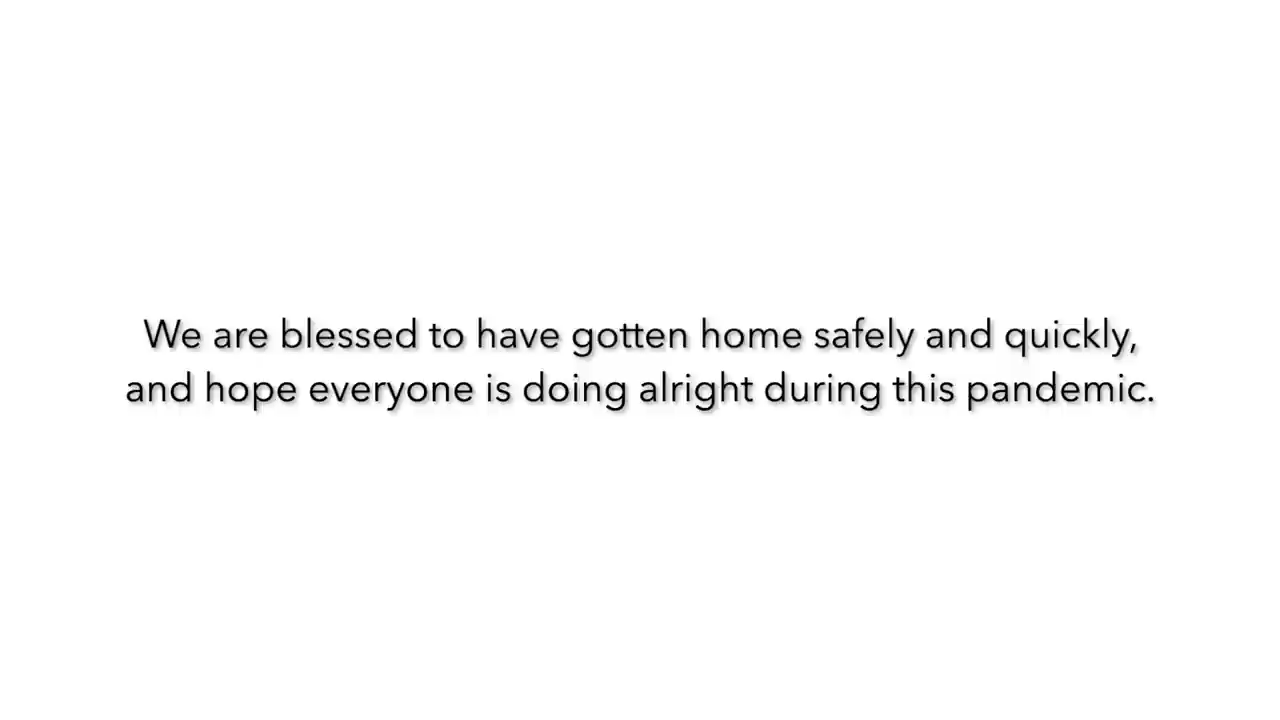 We are blessed to have gotten home safely and quickly,
and hope everyone is doing alright during this pandemic.